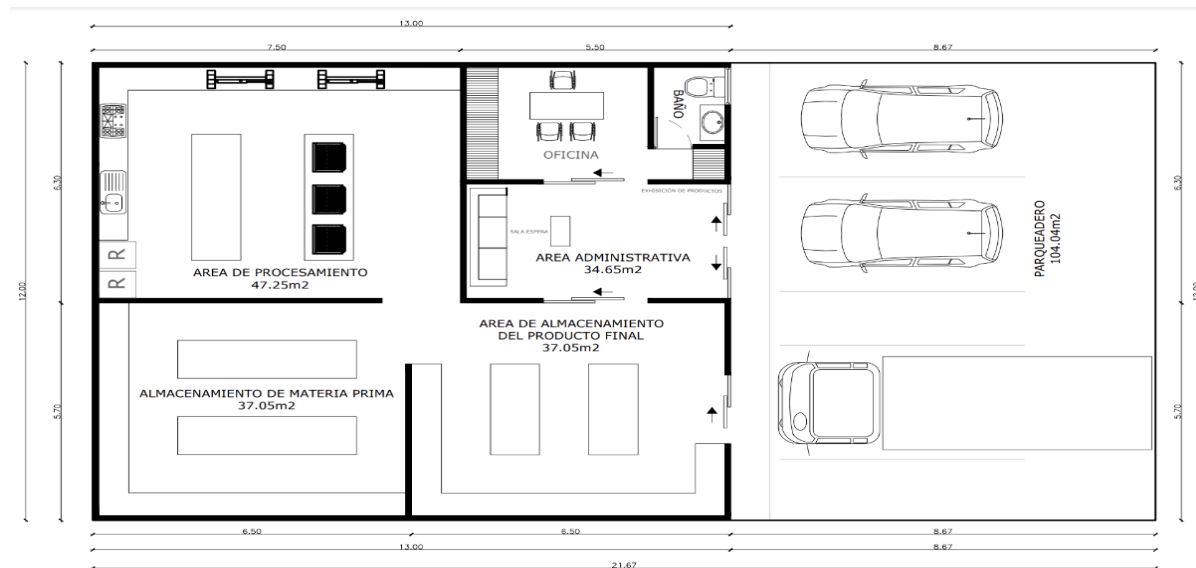 13.00
7.50
5.50
8.67
BAÑO
OFICINA
EXHIBICIÓN DE PRODUCTOS
SALA ESPERA
AREA ADMINISTRATIVA
34.65m2
R
R
AREA DE PROCESAMIENTO
47.25m2
PARQUEADERO
104.04m2
6.30
6.30
12.00
12.00
AREA DE ALMACENAMIENTO
DEL PRODUCTO FINAL
37.05m2
ALMACENAMIENTO DE MATERIA PRIMA
37.05m2
5.70
5.70
6.50
6.50
8.67
13.00
8.67
21.67